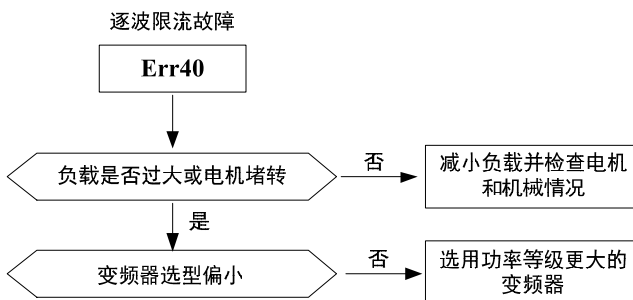 逐波限流故障
Err40
负载是否过大或电机堵转
否
减小负载并检查电机
和机械情况
是
变频器选型偏小
否
选用功率等级更大的
变频器